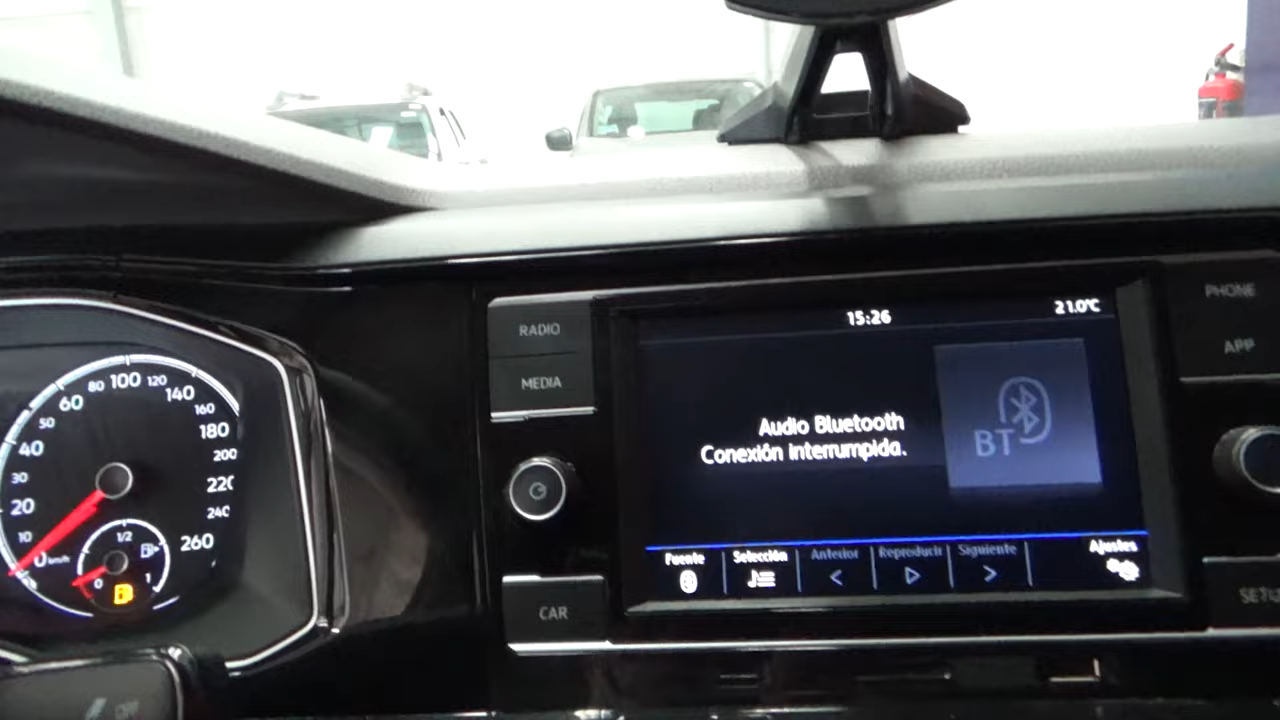 15:26
21.0°C
RADIO
MEDIA
CAR
PHONE
APP
Audio Bluetooth
Conexión interrumpida.
BT
Fuente
Selección
Anterior
Reproducir
Siguiente
Ajustes
0 km/h
10
20
30
40
50
60
80
100
120
140
160
180
200
220
240
260
0
1/2
1
OFF